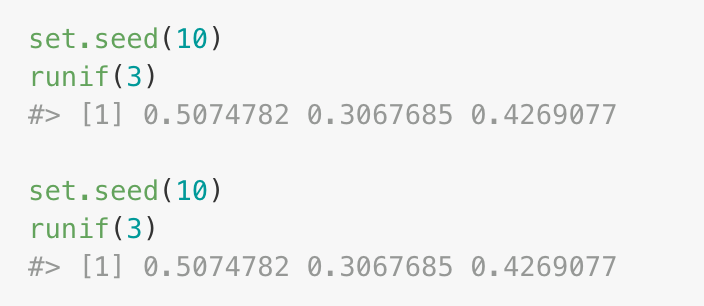 set.seed(10)
runif(3)
#> [1] 0.5074782 0.3067685 0.4269077
set.seed(10)
runif(3)
#> [1] 0.5074782 0.3067685 0.4269077